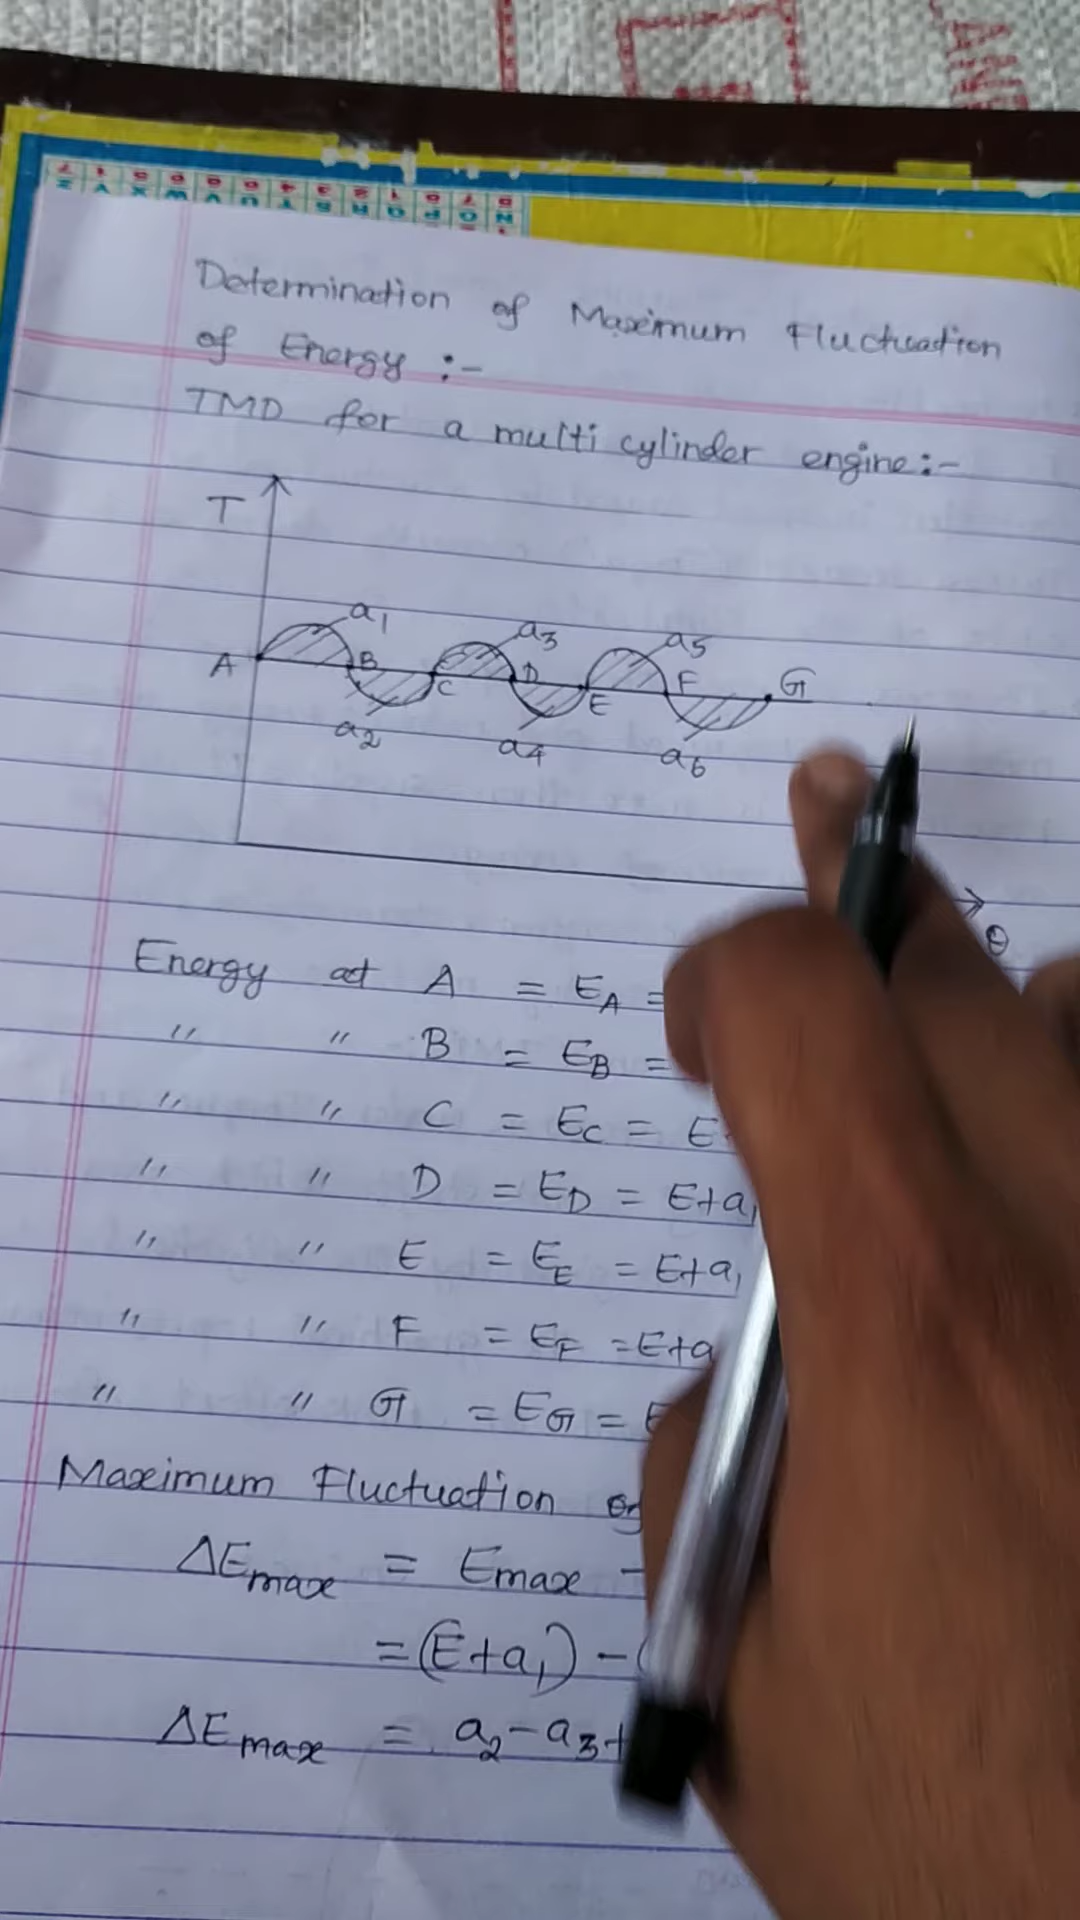 Determination of Maximum Fluctuation
of Energy :-
TMD for a multi cylinder engine:-
T
a1 a3 a5
A B C D E F G
a2 a4 a6
θ
Energy at A = EA =
" " B = EB =
" " C = EC = E
" " D = ED = E+a1
" " E = EE = E+a1
" " F = EF = E+a
" " G = EG = E
Maximum Fluctuation of
ΔEmax = Emax -
= (E+a1) - (
ΔEmax = a2-a3+